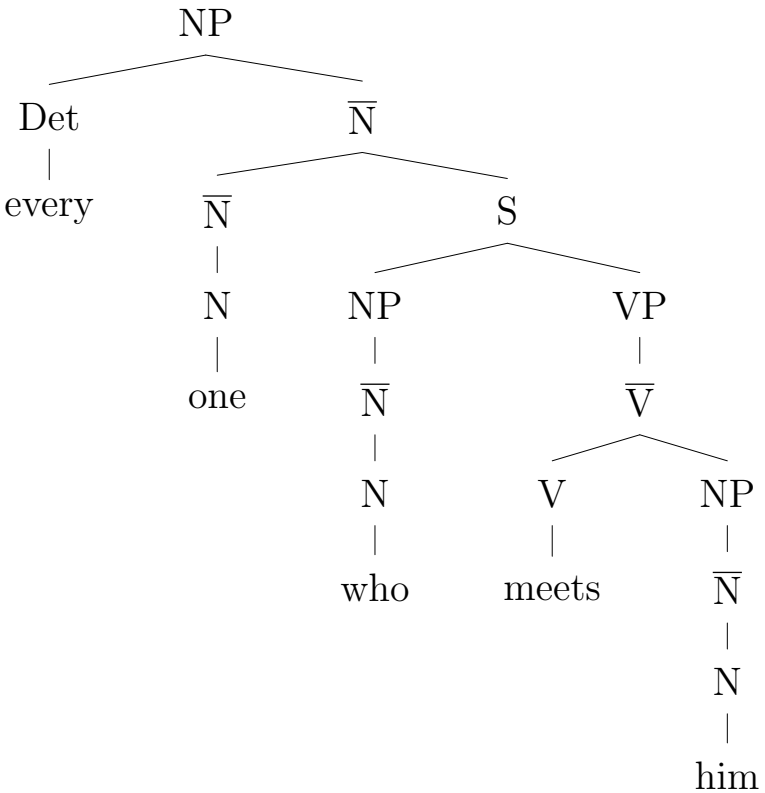 NP
Det N̅
every N̅ S
N NP VP
one N̅ V̅
N V NP
who meets N̅
N
him